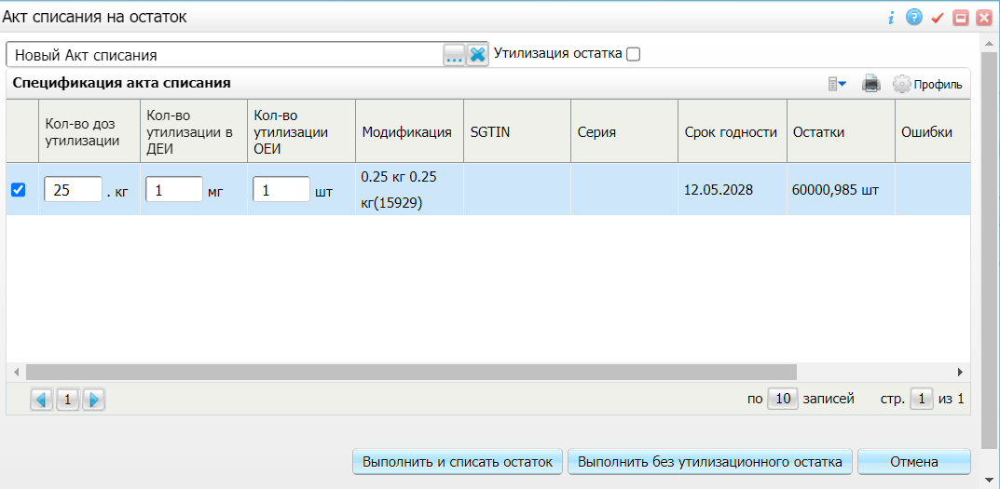 Акт списания на остаток
Новый Акт списания
...
Утилизация остатка
Спецификация акта списания
Профиль
Кол-во доз
утилизации
Кол-во
утилизации в
ДЕИ
Кол-во
утилизации
ОЕИ
Модификация
SGTIN
Серия
Срок годности
Остатки
Ошибки
25 . кг
1 мг
1 шт
0.25 кг 0.25
кг(15929)
12.05.2028
60000,985 шт
1
по 10 записей
стр. 1 из 1
Выполнить и списать остаток
Выполнить без утилизационного остатка
Отмена